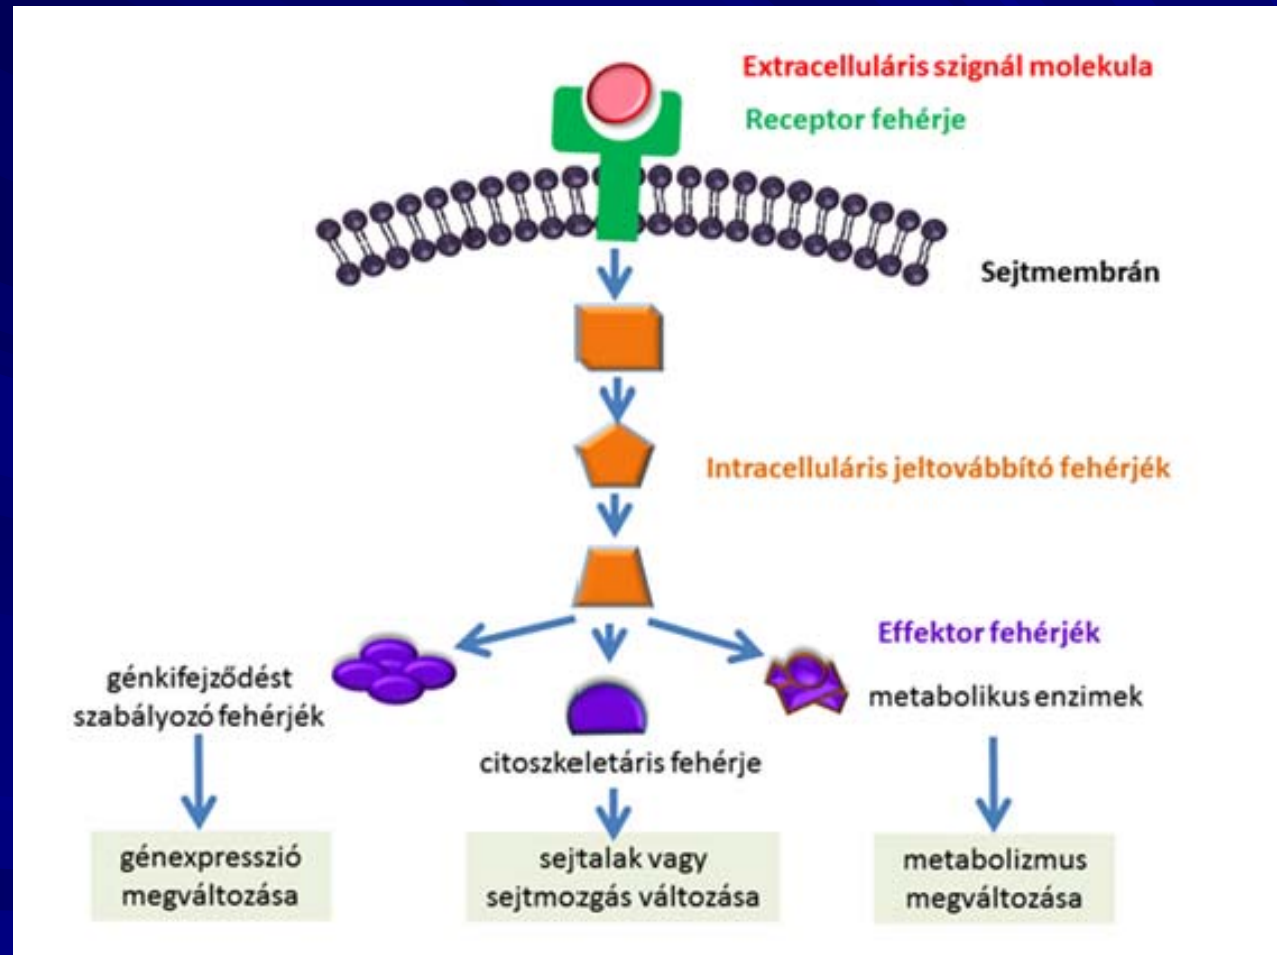 Extracelluláris szignál molekula
Receptor fehérje
Sejtmembrán
Intracelluláris jeltovábbító fehérjék
Effektor fehérjék
génkifejződést
szabályozó fehérjék
metabolikus enzimek
citoszkeletáris fehérje
génexpresszió
megváltozása
sejtalak vagy
sejtmozgás változása
metabolizmus
megváltozása